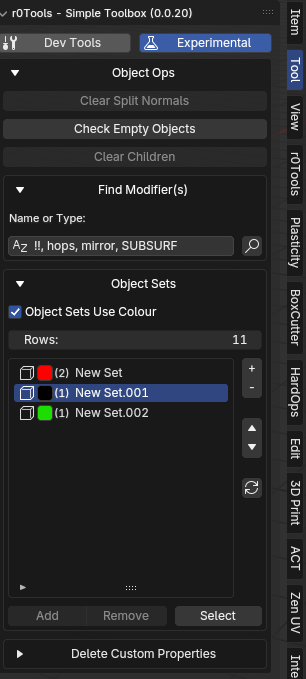 r0Tools - Simple Toolbox (0.0.20)
Dev Tools
Experimental
Object Ops
Clear Split Normals
Check Empty Objects
Clear Children
Find Modifier(s)
Name or Type:
AZ !!, hops, mirror, SUBSURF
Object Sets
Object Sets Use Colour
Rows: 11
(2) New Set
(1) New Set.001
(1) New Set.002
+
-
Add
Remove
Select
Delete Custom Properties
Item
Tool
View
r0Tools
Plasticity
BoxCutter
HardOps
Edit
3D Print
ACT
Zen UV
Inte